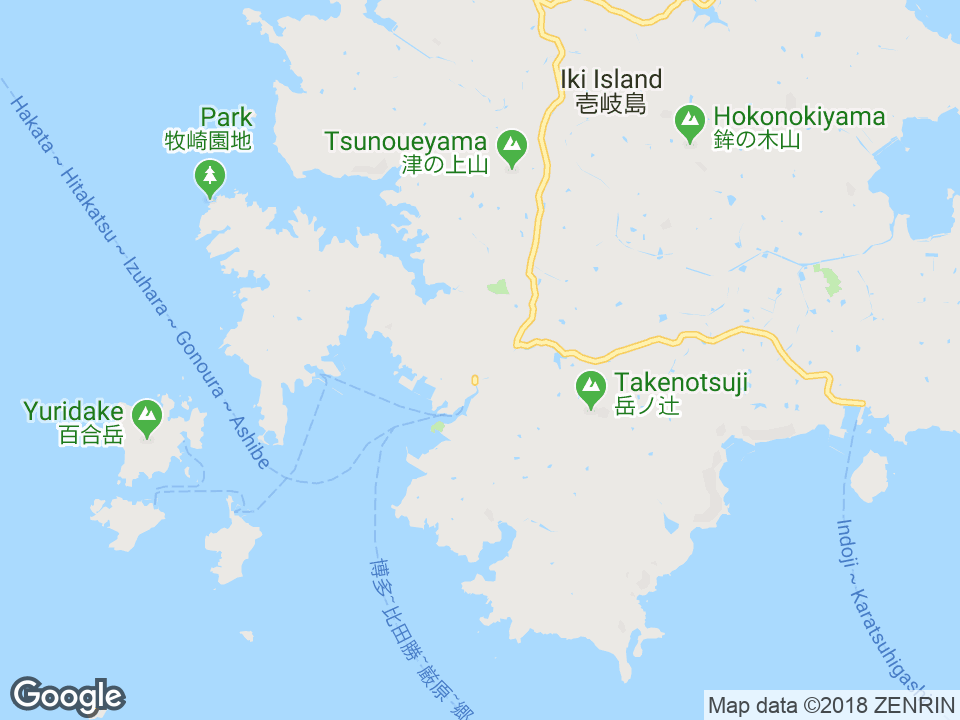 Iki Island
壱岐島
Park
牧崎園地
Hokonokiyama
鉾の木山
Tsunoueyama
津の上山
Hakata ~ Hitakatsu ~ Izuhara ~ Gonoura ~ Ashibe
Takenotsuji
岳ノ辻
Yuridake
百合岳
Indoji ~ Karatsuhigashi
博多~比田勝~厳原~郷
Google
Map data ©2018 ZENRIN